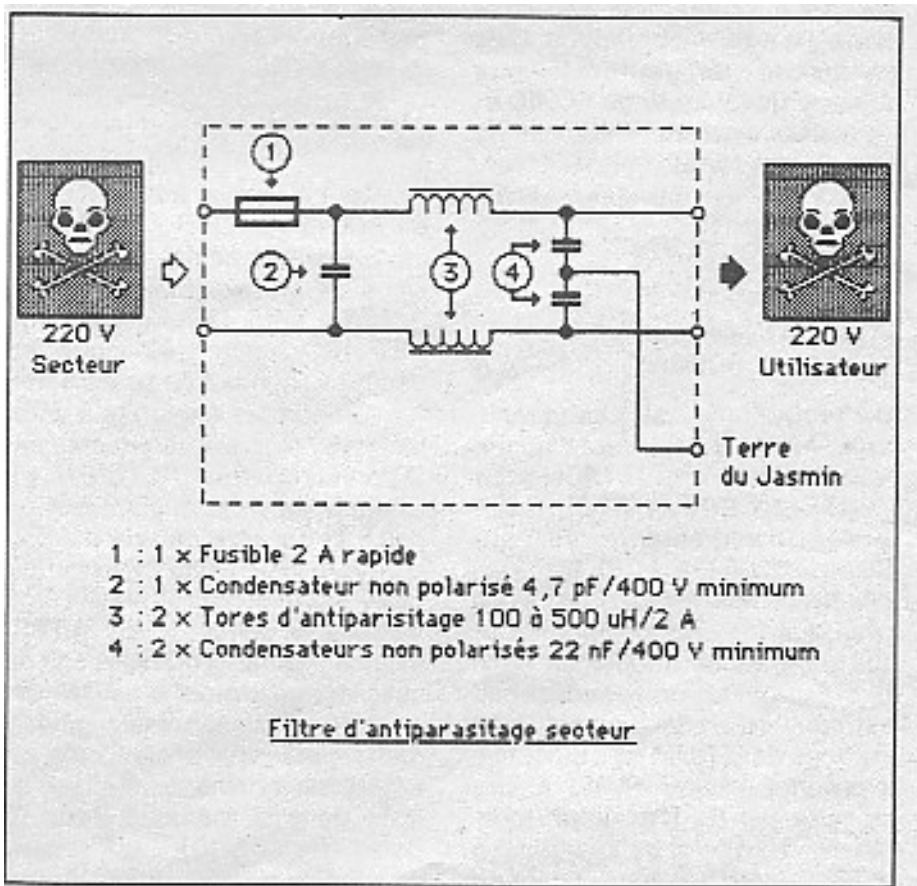 1
2
3
4
220 V
Secteur
220 V
Utilisateur
Terre
du Jasmin
1 : 1 x Fusible 2 A rapide
2 : 1 x Condensateur non polarisé 4,7 pF/400 V minimum
3 : 2 x Tores d'antiparisitage 100 à 500 uH/2 A
4 : 2 x Condensateurs non polarisés 22 nF/400 V minimum
Filtre d'antiparasitage secteur